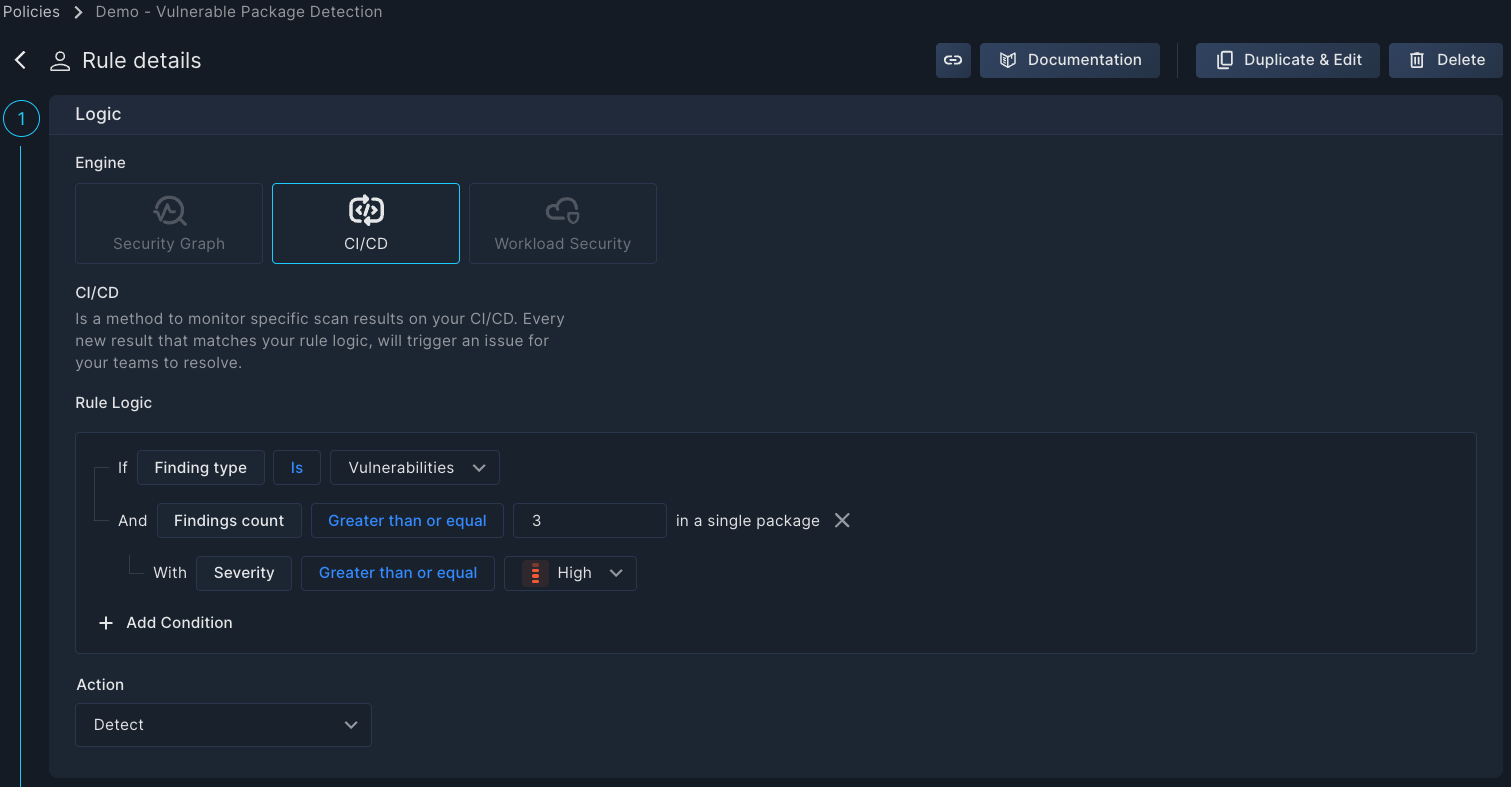 Policies > Demo - Vulnerable Package Detection
Rule details
Documentation
Duplicate & Edit
Delete
1
Logic
Engine
Security Graph
CI/CD
Workload Security
CI/CD
Is a method to monitor specific scan results on your CI/CD. Every
new result that matches your rule logic, will trigger an issue for
your teams to resolve.
Rule Logic
If Finding type Is Vulnerabilities
And Findings count Greater than or equal 3 in a single package
With Severity Greater than or equal High
+ Add Condition
Action
Detect